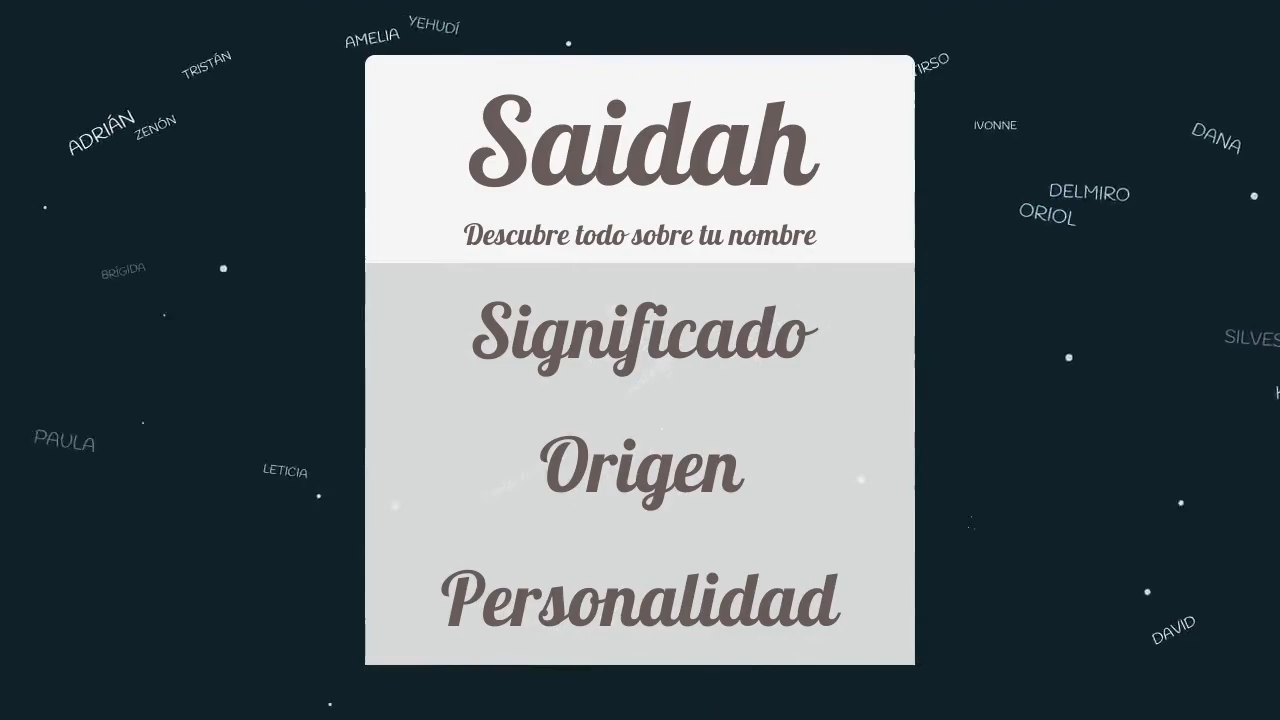 YEHUDÍ
AMELIA
TRISTÁN
TIRSO
ADRIÁN
ZENÓN
IVONNE
DANA
Saidah
DELMIRO
ORIOL
Descubre todo sobre tu nombre
BRÍGIDA
Significado
PAULA
LETICIA
Origen
Personalidad
DAVID